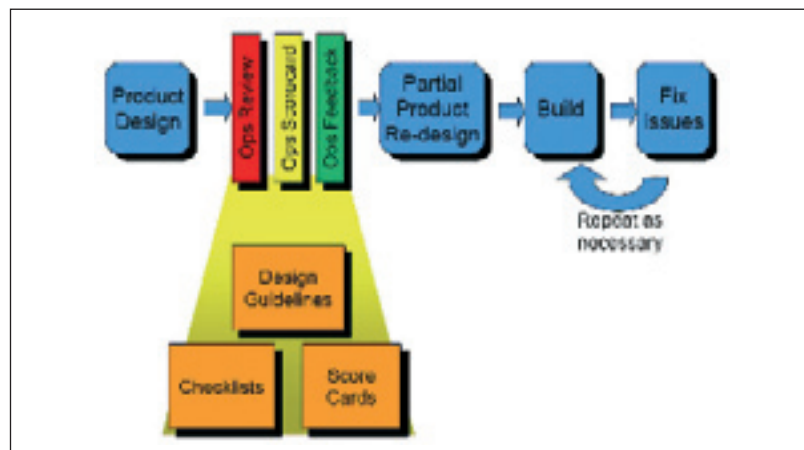 Product
Design
Ops Review
Ops Scorecard
Ops Feedback
Partial
Product
Re-design
Build
Fix
issues
Repeat as
necessary
Design
Guidelines
Checklists
Score
Cards